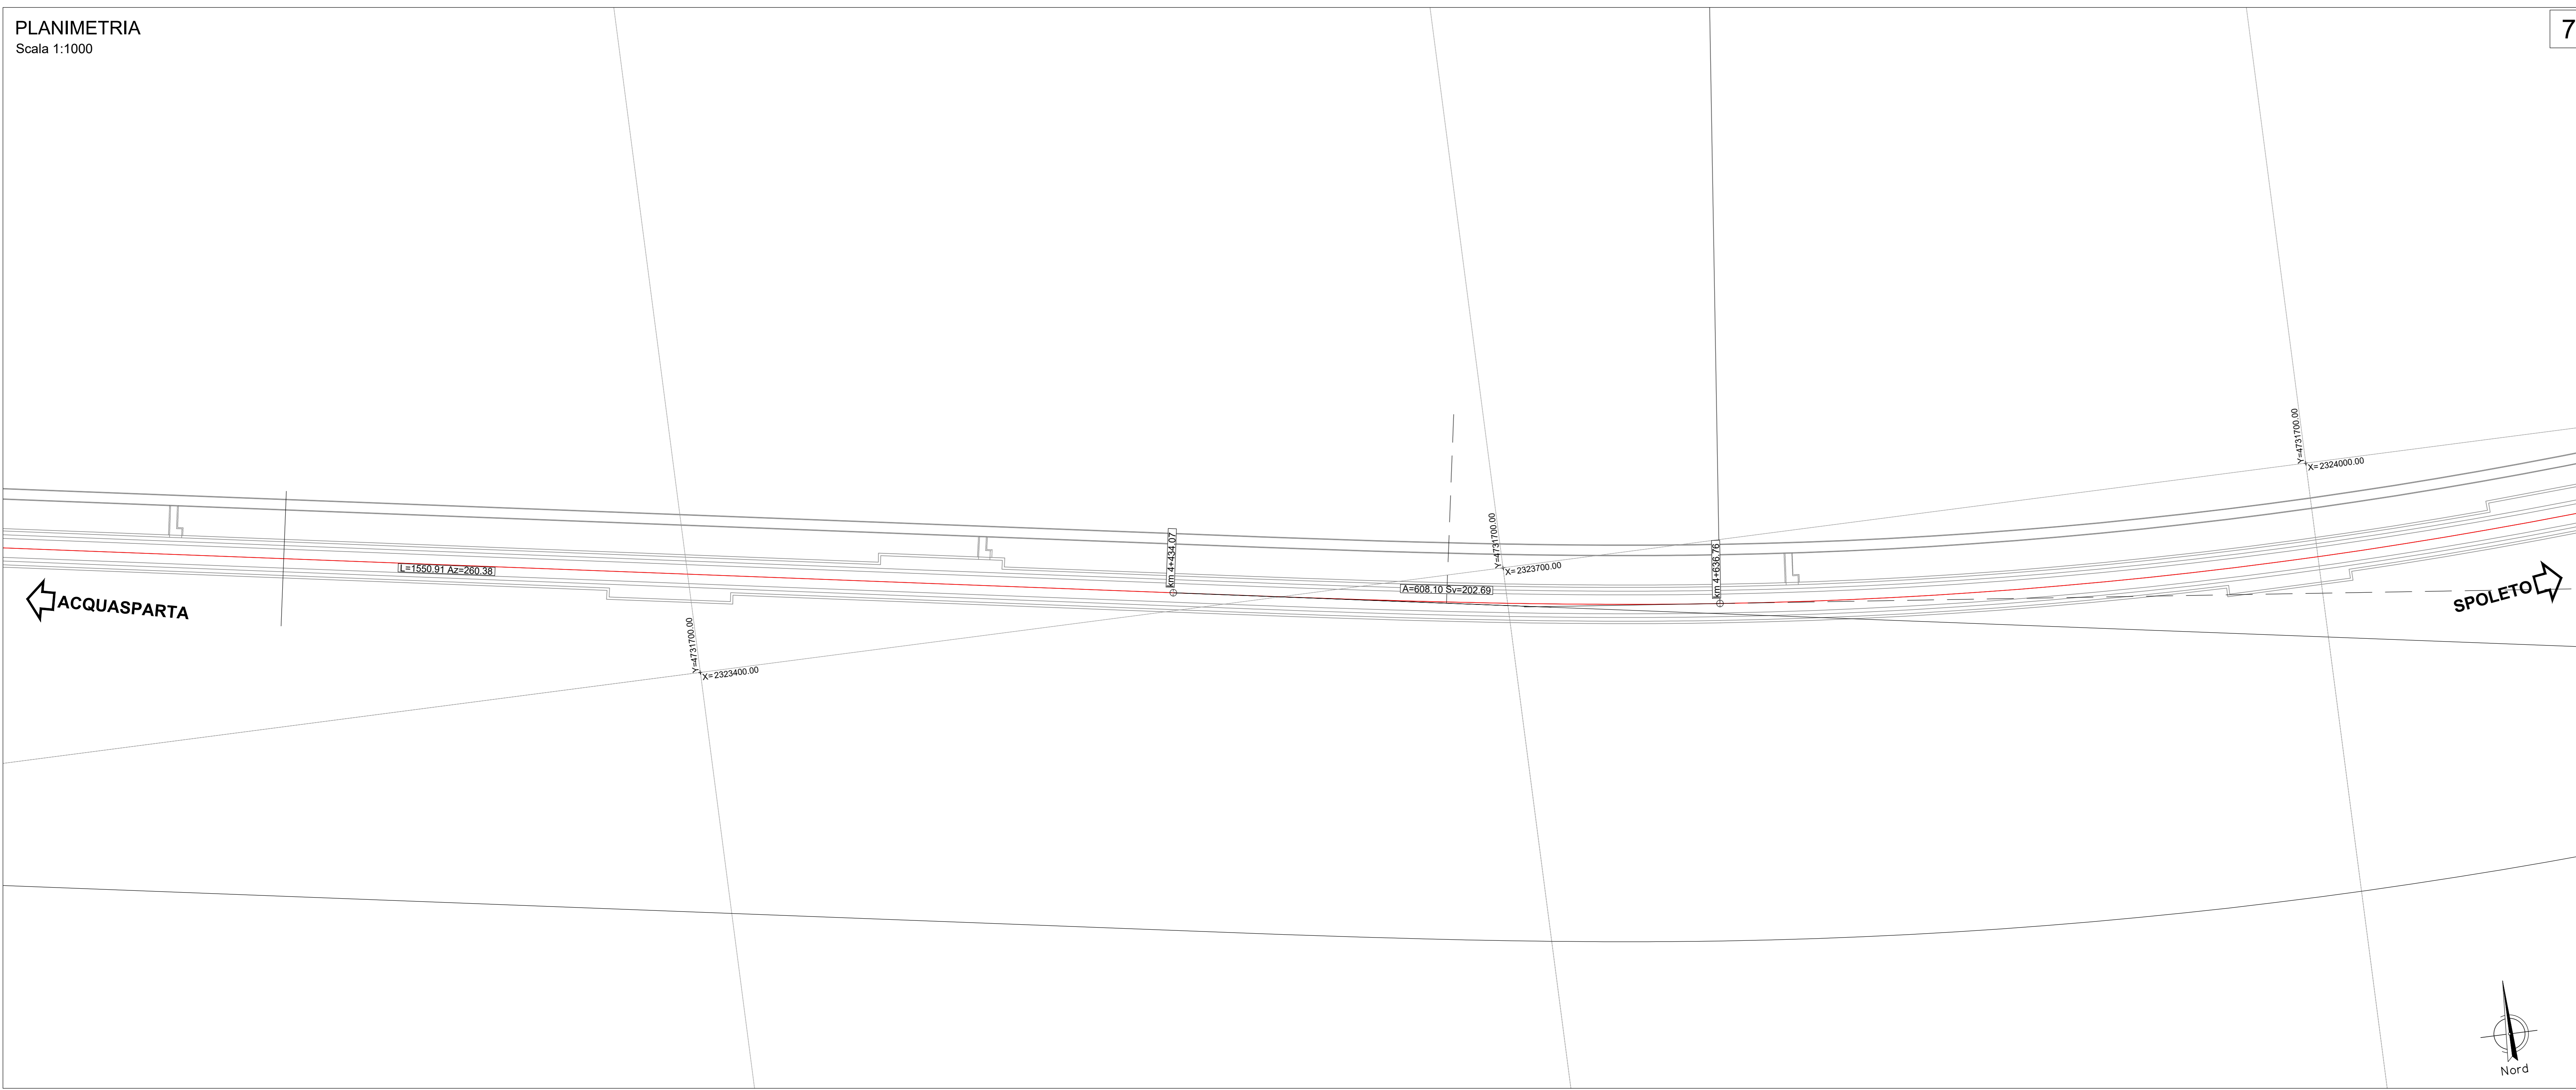 PLANIMETRIA
Scala 1:1000
7
Y=4731700.00
X=2324000.00
Y=4731700.00
X=2323700.00
km 4+434.07
km 4+636.76
L=1550.91 Az=260.38
A=608.10 Sv=202.69
ACQUASPARTA
SPOLETO
Y=4731700.00
X=2323400.00
Nord